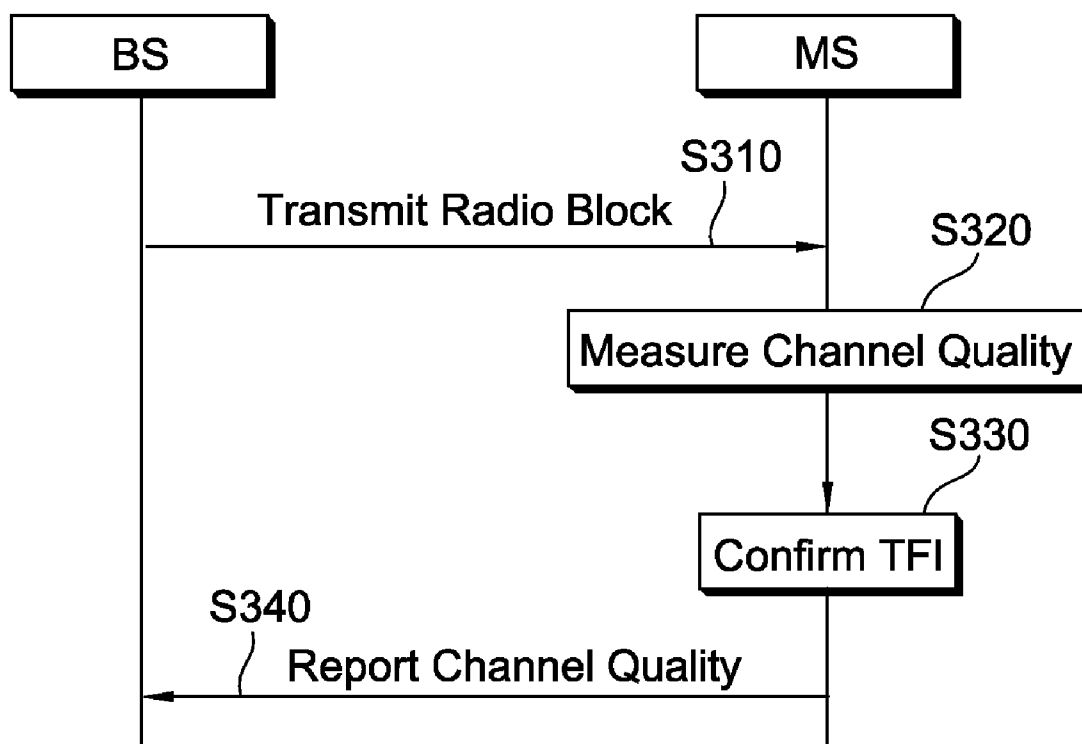 BS
MS
S310
Transmit Radio Block
S320
Measure Channel Quality
S330
Confirm TFI
S340
Report Channel Quality